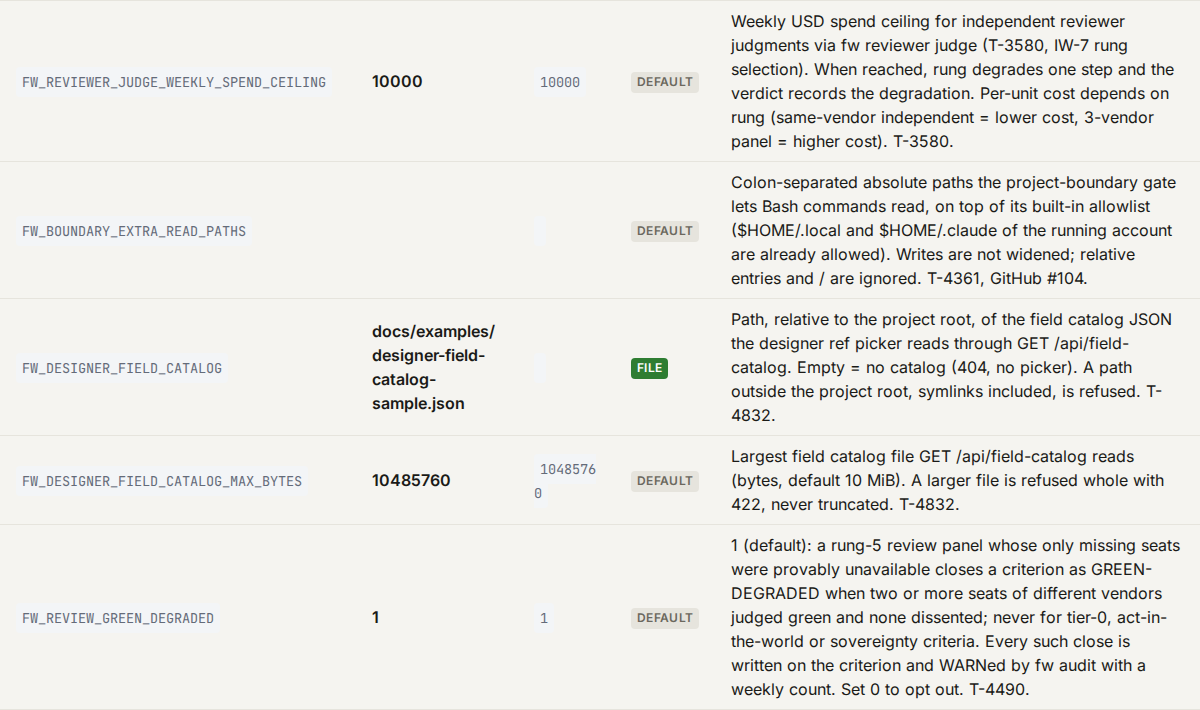 FW_REVIEWER_JUDGE_WEEKLY_SPEND_CEILING
10000
10000
DEFAULT
Weekly USD spend ceiling for independent reviewer
judgments via fw reviewer judge (T-3580, IW-7 rung
selection). When reached, rung degrades one step and the
verdict records the degradation. Per-unit cost depends on
rung (same-vendor independent = lower cost, 3-vendor
panel = higher cost). T-3580.
FW_BOUNDARY_EXTRA_READ_PATHS
DEFAULT
Colon-separated absolute paths the project-boundary gate
lets Bash commands read, on top of its built-in allowlist
($HOME/.local and $HOME/.claude of the running account
are already allowed). Writes are not widened; relative
entries and / are ignored. T-4361, GitHub #104.
FW_DESIGNER_FIELD_CATALOG
docs/examples/
designer-field-
catalog-
sample.json
FILE
Path, relative to the project root, of the field catalog JSON
the designer ref picker reads through GET /api/field-
catalog. Empty = no catalog (404, no picker). A path
outside the project root, symlinks included, is refused. T-
4832.
FW_DESIGNER_FIELD_CATALOG_MAX_BYTES
10485760
1048576
0
DEFAULT
Largest field catalog file GET /api/field-catalog reads
(bytes, default 10 MiB). A larger file is refused whole with
422, never truncated. T-4832.
FW_REVIEW_GREEN_DEGRADED
1
1
DEFAULT
1 (default): a rung-5 review panel whose only missing seats
were provably unavailable closes a criterion as GREEN-
DEGRADED when two or more seats of different vendors
judged green and none dissented; never for tier-0, act-in-
the-world or sovereignty criteria. Every such close is
written on the criterion and WARNed by fw audit with a
weekly count. Set 0 to opt out. T-4490.